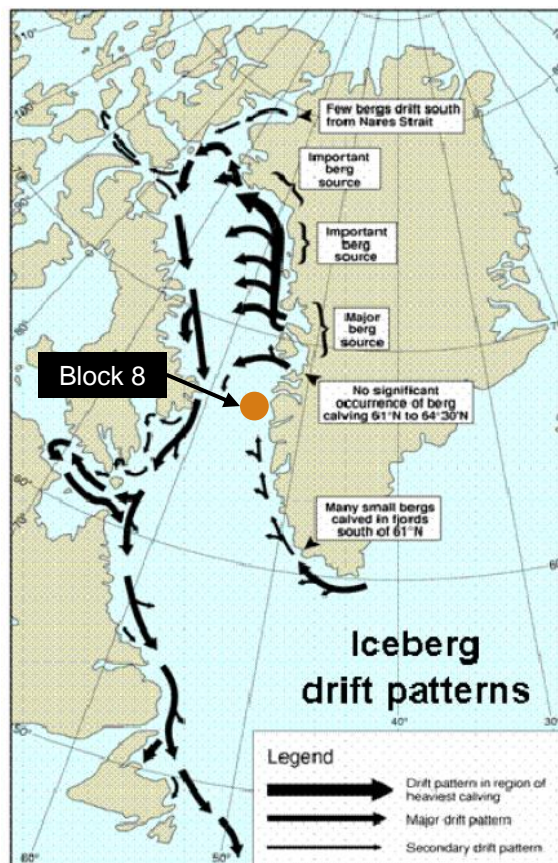 Few bergs drift south
from Nares Strait
Important
berg
source
Important
berg
source
Major
berg
source
Block 8
No significant
occurrence of berg
calving 61°N to 64°30'N
Many small bergs
calved in fjords
south of 61°N
Iceberg
drift patterns
40°
30°
Legend
Drift pattern in region of
heaviest calving
Major drift pattern
Secondary drift pattern
60°
50°